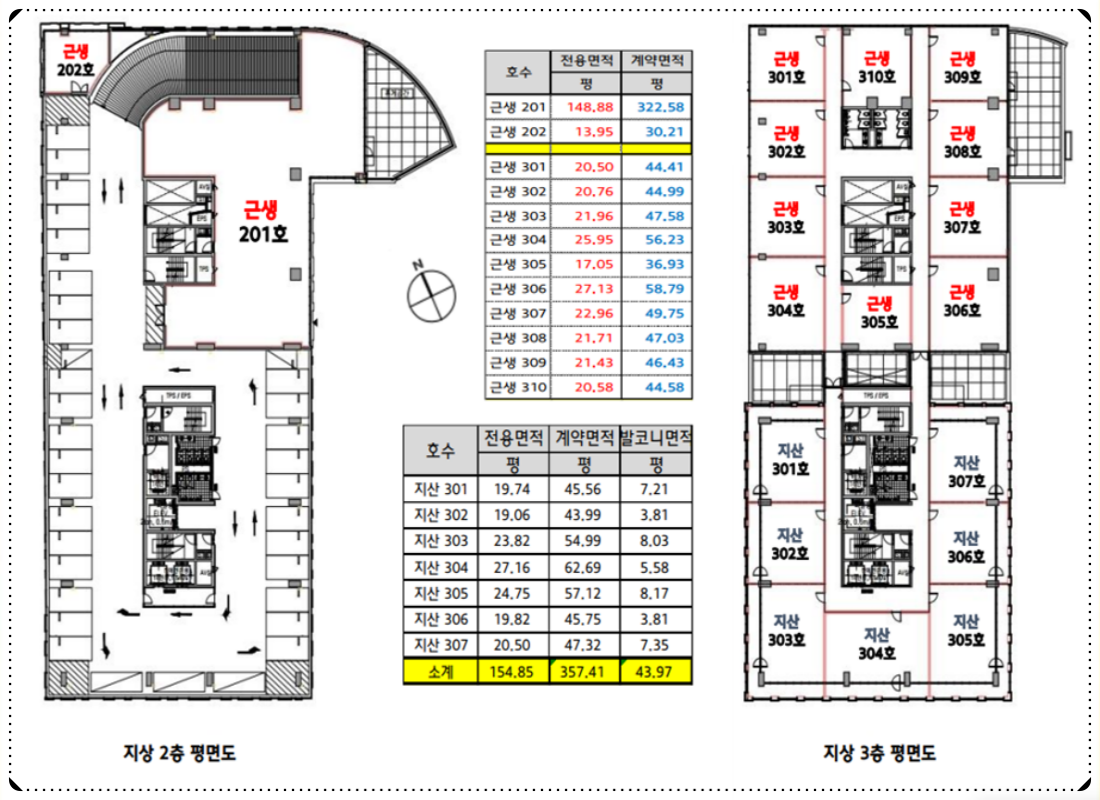 근생
202호
휴게공간
AVS
EPS
TPS
근생
201호
TPS / EPS
AVS
지상 2층 평면도
호수 전용면적 계약면적
평 평
근생 201 148.88 322.58
근생 202 13.95 30.21
근생 301 20.50 44.41
근생 302 20.76 44.99
근생 303 21.96 47.58
근생 304 25.95 56.23
근생 305 17.05 36.93
근생 306 27.13 58.79
근생 307 22.96 49.75
근생 308 21.71 47.03
근생 309 21.43 46.43
근생 310 20.58 44.58
N
호수 전용면적 계약면적 발코니면적
평 평 평
지산 301 19.74 45.56 7.21
지산 302 19.06 43.99 3.81
지산 303 23.82 54.99 8.03
지산 304 27.16 62.69 5.58
지산 305 24.75 57.12 8.17
지산 306 19.82 45.75 3.81
지산 307 20.50 47.32 7.35
소계 154.85 357.41 43.97
근생 근생 근생
301호 310호 309호
근생 근생
302호 308호
AVS
EPS
근생 근생
303호 307호
TPS
근생 근생 근생
304호 305호 306호
TPS / EPS
지산 지산
301호 307호
지산 지산
302호 306호
AVS
지산 지산 지산
303호 304호 305호
지상 3층 평면도